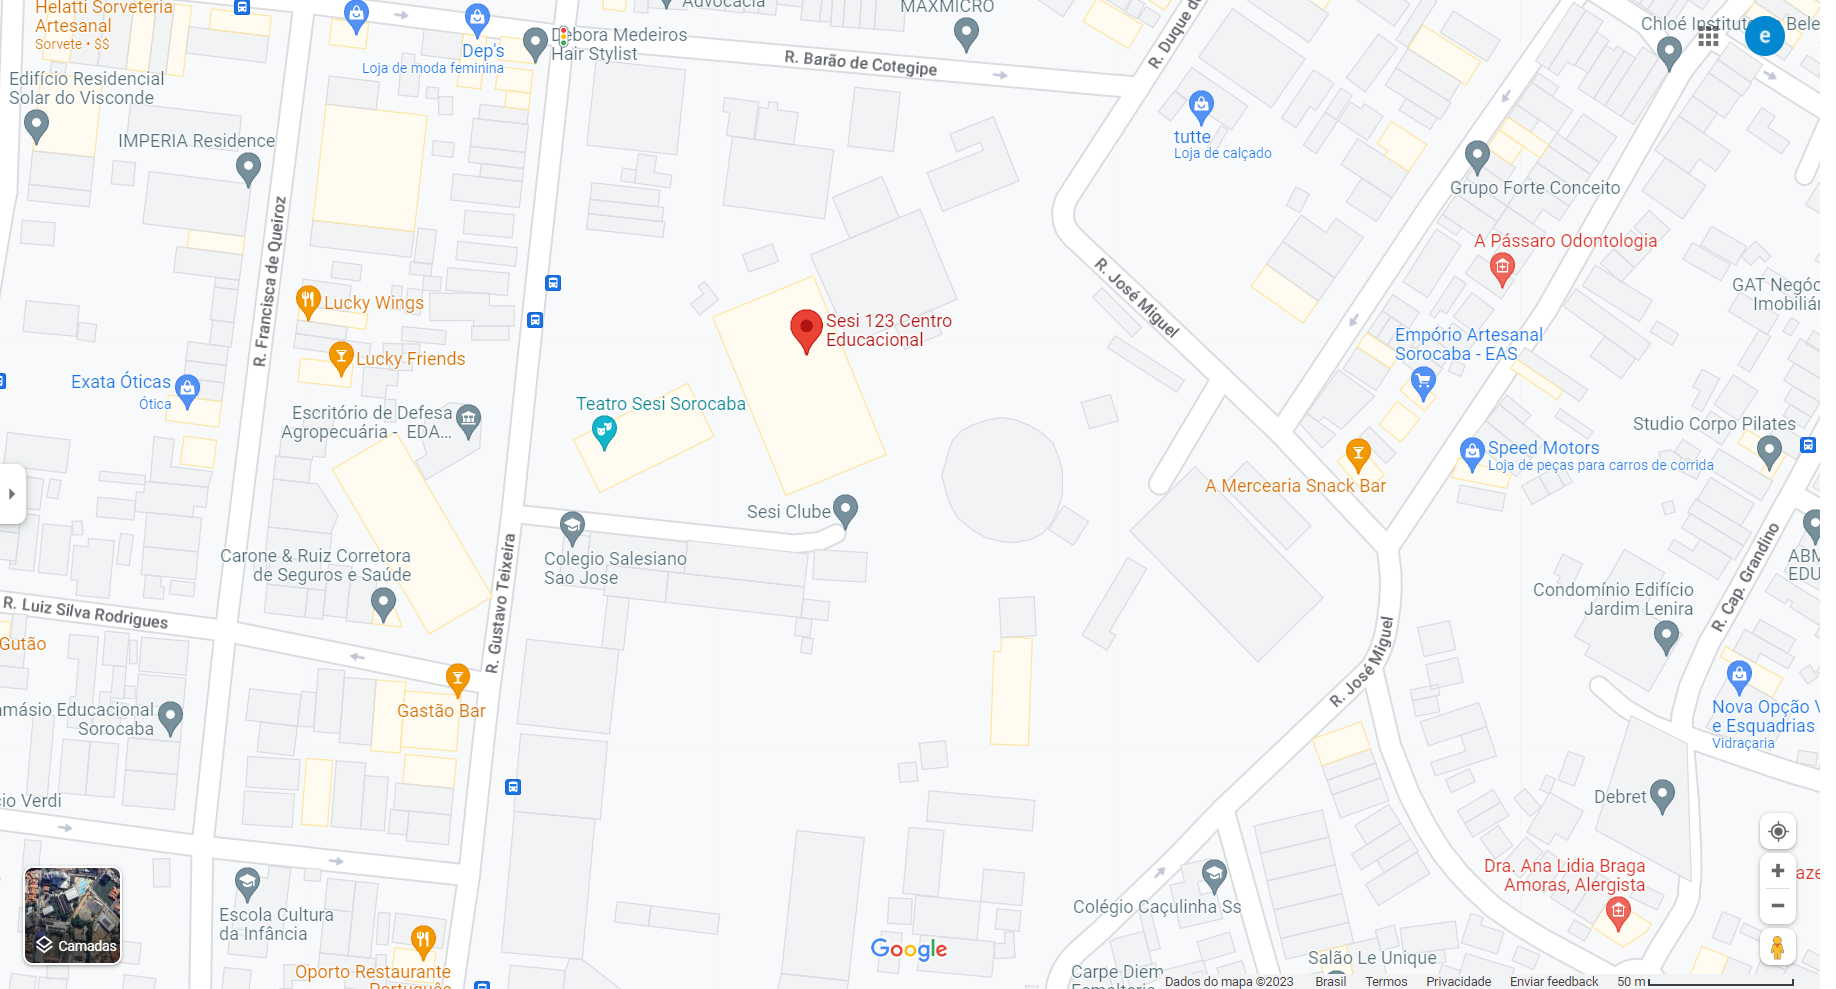 Helatti Sorveteria
Artesanal
Sorvete • $$
Dep's
Loja de moda feminina
Débora Medeiros
Hair Stylist
Advocacia
MAXMICRO
R. Barão de Cotegipe
R. Duque
Chloé Instituto
Bele
e
Edifício Residencial
Solar do Visconde
IMPERIA Residence
tutte
Loja de calçado
Grupo Forte Conceito
A Pássaro Odontologia
R. Francisca de Queiroz
Lucky Wings
Lucky Friends
Sesi 123 Centro
Educacional
R. José Miguel
GAT Negóc
Imobiliár
Empório Artesanal
Sorocaba - EAS
Exata Óticas
Ótica
Escritório de Defesa
Agropecuária - EDA...
Teatro Sesi Sorocaba
Studio Corpo Pilates
Speed Motors
Loja de peças para carros de corrida
A Mercearia Snack Bar
Sesi Clube
Colegio Salesiano
Sao Jose
Carone & Ruiz Corretora
de Seguros e Saúde
R. Gustavo Teixeira
R. Cap. Grandino
ABM
EDU
Condomínio Edifício
Jardim Lenira
R. Luiz Silva Rodrigues
Gutão
R. José Miguel
Gastão Bar
másio Educacional
Sorocaba
Nova Opção V
e Esquadrias
Vidraçaria
io Verdi
Debret
Dra. Ana Lidia Braga
Amoras, Alergista
aze
Escola Cultura
da Infância
Colégio Caçulinha Ss
Camadas
Google
Oporto Restaurante
Português
Salão Le Unique
Carpe Diem
Esmalteria
Dados do mapa ©2023 Brasil Termos Privacidade Enviar feedback 50 m